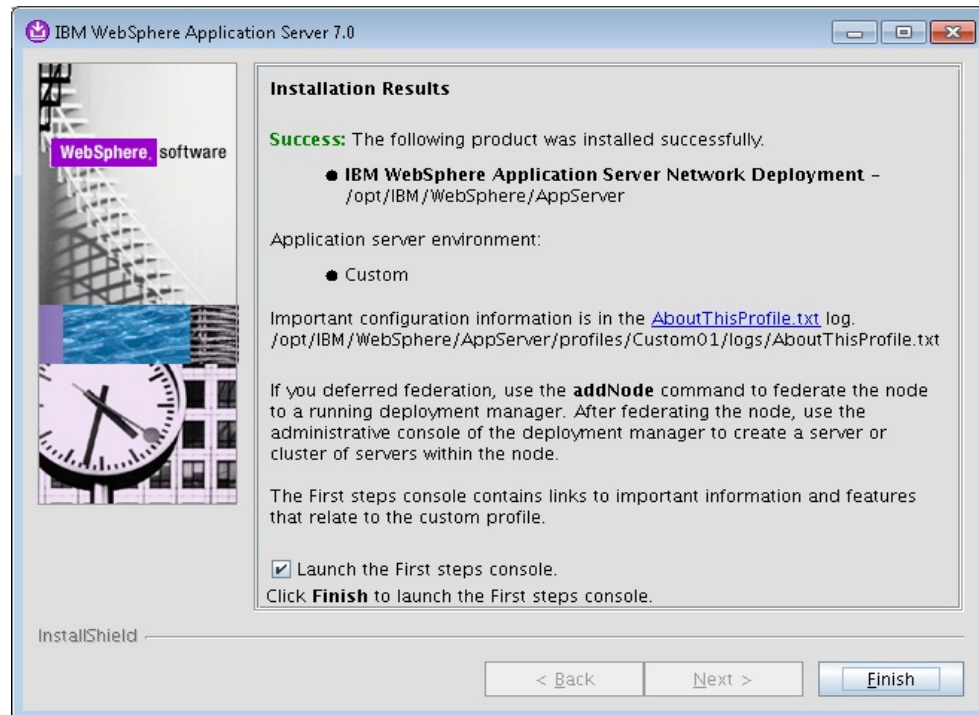 IBM WebSphere Application Server 7.0
WebSphere. software
Installation Results
Success: The following product was installed successfully.
● IBM WebSphere Application Server Network Deployment –
/opt/IBM/WebSphere/AppServer
Application server environment:
● Custom
Important configuration information is in the AboutThisProfile.txt log.
/opt/IBM/WebSphere/AppServer/profiles/Custom01/logs/AboutThisProfile.txt
If you deferred federation, use the addNode command to federate the node
to a running deployment manager. After federating the node, use the
administrative console of the deployment manager to create a server or
cluster of servers within the node.
The First steps console contains links to important information and features
that relate to the custom profile.
Launch the First steps console.
Click Finish to launch the First steps console.
InstallShield
< Back
Next >
Finish